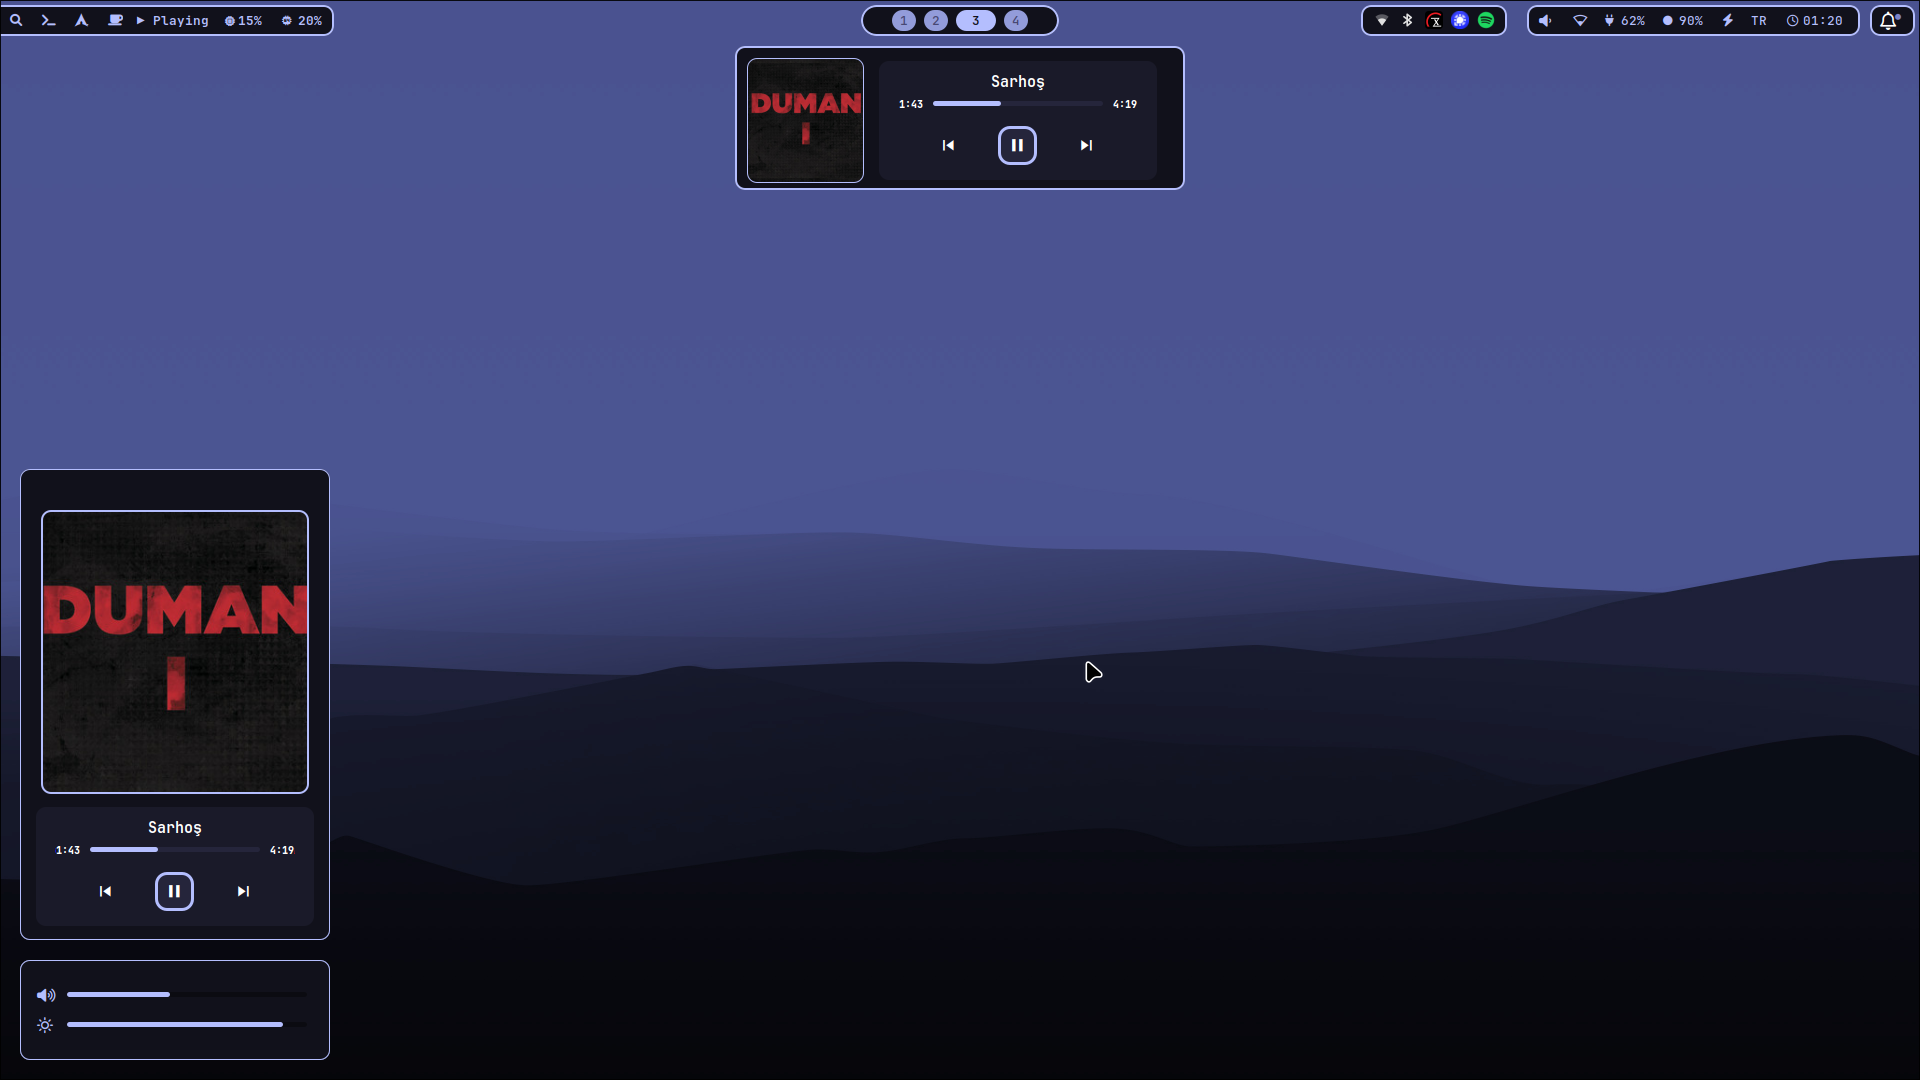 Playing 15% 20%
1 2 3 4
62% 90% TR 01:20
DUMAN
I
Sarhoş
1:43 4:19
DUMAN
I
Sarhoş
1:43 4:19